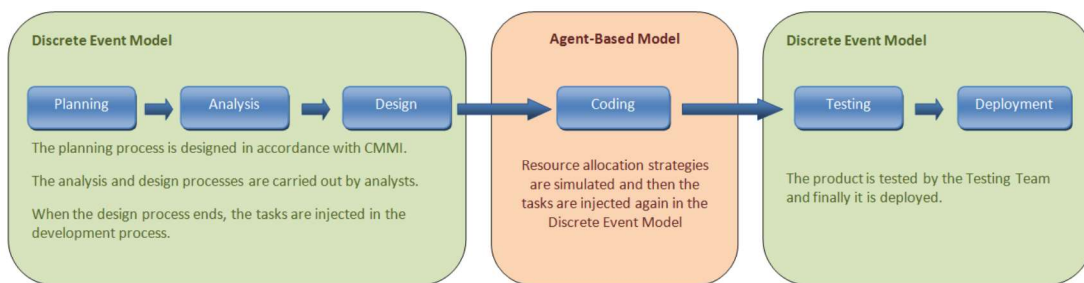 Discrete Event Model
Planning
Analysis
Design
The planning process is designed in accordance with CMMI.
The analysis and design processes are carried out by analysts.
When the design process ends, the tasks are injected in the
development process.
Agent-Based Model
Coding
Resource allocation strategies
are simulated and then the
tasks are injected again in the
Discrete Event Model
Discrete Event Model
Testing
Deployment
The product is tested by the Testing Team
and finally it is deployed.